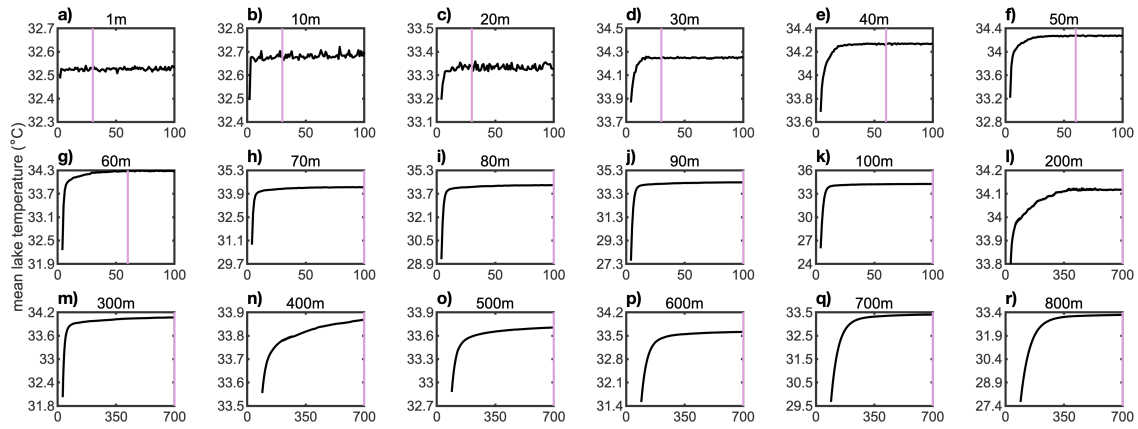 a) 1m b) 10m c) 20m d) 30m e) 40m f) 50m
32.7 32.8 33.5 34.5 34.4 34.4
32.6 32.7 33.4 34.3 34.2 34
32.5 32.6 33.3 34.1 34 33.6
32.4 32.5 33.2 33.9 33.8 33.2
32.3 32.4 33.1 33.7 33.6 32.8
0 50 100 0 50 100 0 50 100 0 50 100 0 50 100 0 50 100
mean lake temperature (°C)
g) 60m h) 70m i) 80m j) 90m k) 100m l) 200m
34.3 35.3 35.3 35.3 36 34.2
33.7 33.9 33.7 33.3 33 34.1
33.1 32.5 32.1 31.3 30 34
32.5 31.1 30.5 29.3 27 33.9
31.9 29.7 28.9 27.3 24 33.8
0 50 100 0 50 100 0 50 100 0 50 100 0 50 100 0 350 700
m) 300m n) 400m o) 500m p) 600m q) 700m r) 800m
34.2 33.9 33.9 34.2 33.5 33.4
33.6 33.8 33.6 33.5 32.5 31.9
33 33.7 33.3 32.8 31.5 30.4
32.4 33.6 33 32.1 30.5 28.9
31.8 33.5 32.7 31.4 29.5 27.4
0 350 700 0 350 700 0 350 700 0 350 700 0 350 700 0 350 700